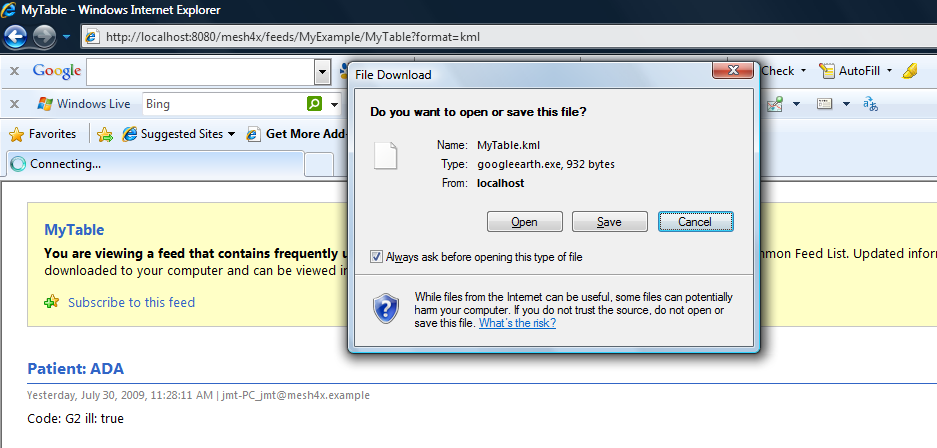 MyTable - Windows Internet Explorer
http://localhost:8080/mesh4x/feeds/MyExample/MyTable?format=kml
Google
Check
AutoFill
Windows Live
Bing
Favorites
Suggested Sites
Get More Add-
Connecting...
File Download
Do you want to open or save this file?
Name: MyTable.kml
Type: googleearth.exe, 932 bytes
From: localhost
Open
Save
Cancel
Always ask before opening this type of file
While files from the Internet can be useful, some files can potentially
harm your computer. If you do not trust the source, do not open or
save this file. What's the risk?
MyTable
You are viewing a feed that contains frequently u
mmon Feed List. Updated infor
downloaded to your computer and can be viewed in
Subscribe to this feed
Patient: ADA
Yesterday, July 30, 2009, 11:28:11 AM | jmt-PC_jmt@mesh4x.example
Code: G2 ill: true